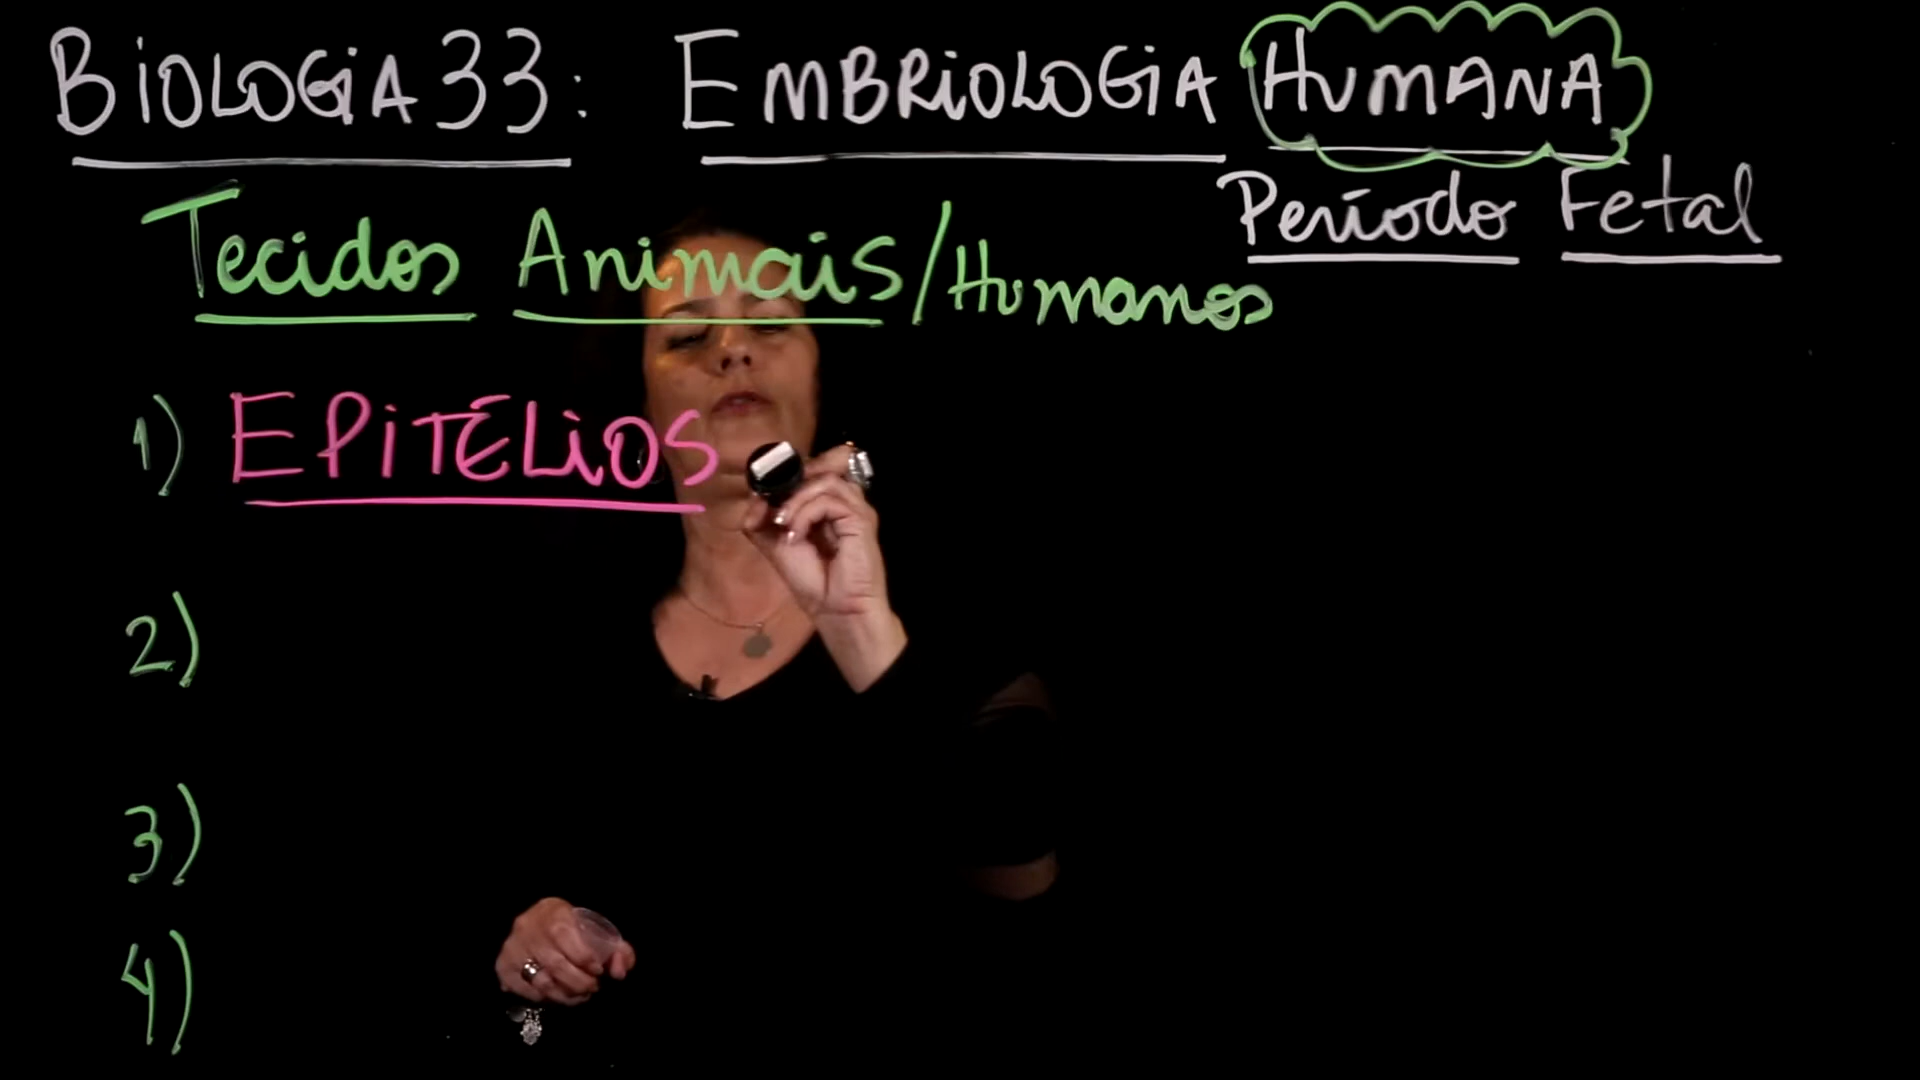 BiOLOGiA 33: EMBRiOLOGiA HUMANA
Período Fetal
Tecidos Animais/Humanos
1) EPiTÉLiOS
2)
3)
4)